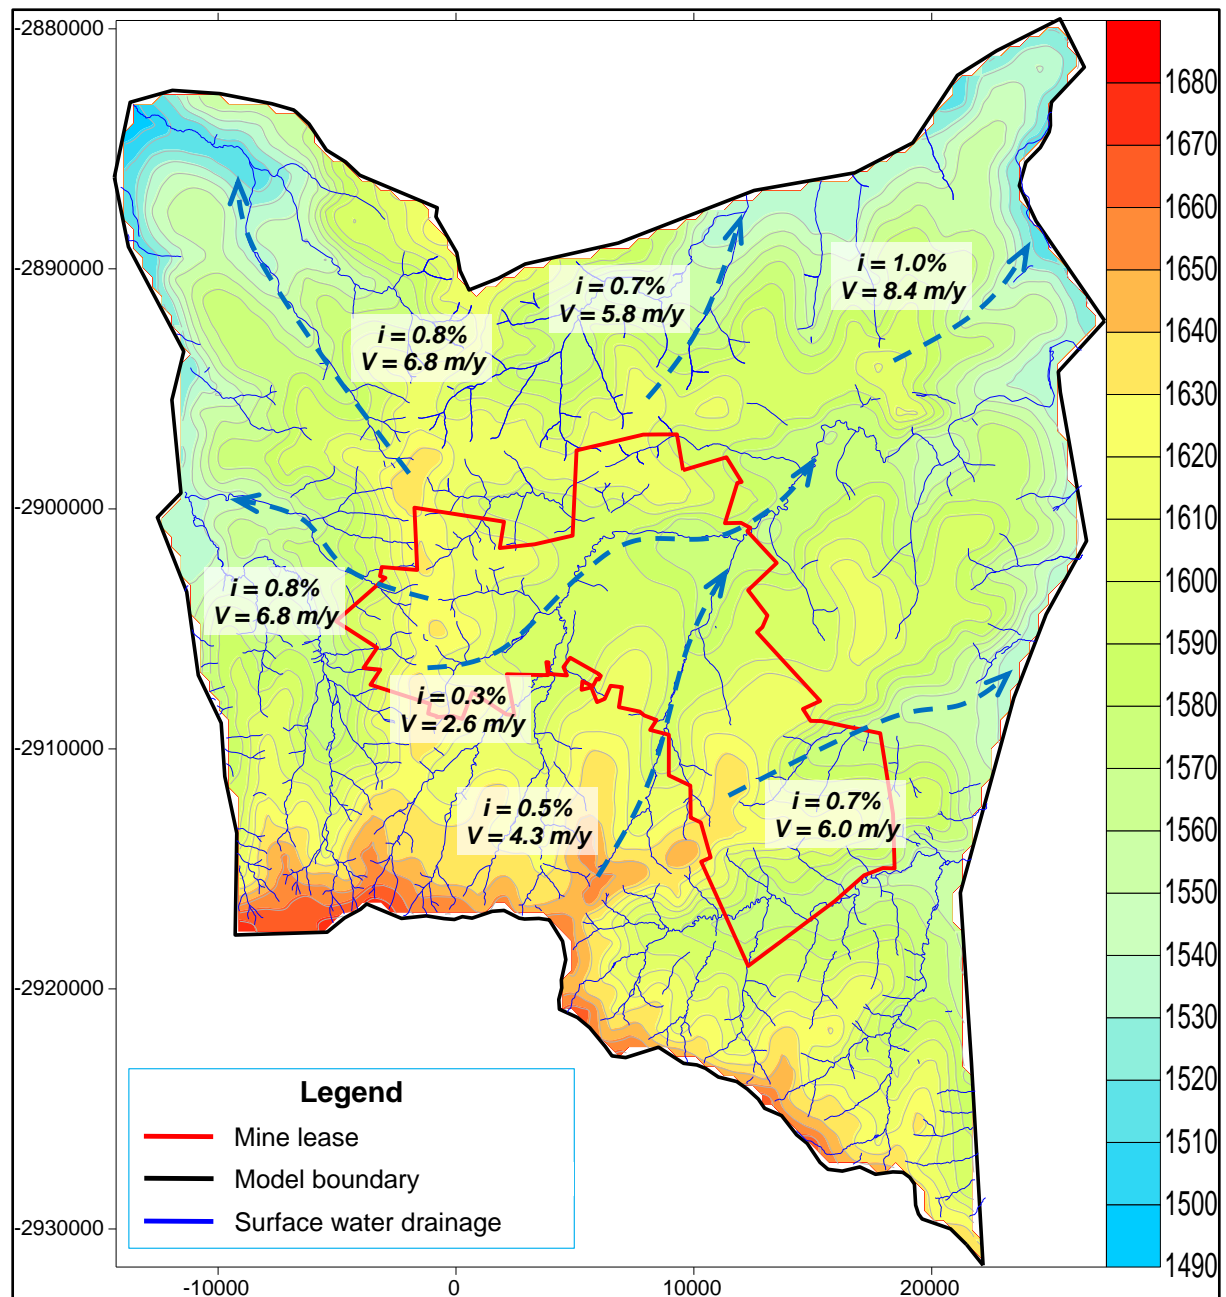 -2880000
-2890000
-2900000
-2910000
-2920000
-2930000
-10000
0
10000
20000
i = 0.8%
V = 6.8 m/y
i = 0.7%
V = 5.8 m/y
i = 1.0%
V = 8.4 m/y
i = 0.8%
V = 6.8 m/y
i = 0.3%
V = 2.6 m/y
i = 0.5%
V = 4.3 m/y
i = 0.7%
V = 6.0 m/y
Legend
Mine lease
Model boundary
Surface water drainage
1680
1670
1660
1650
1640
1630
1620
1610
1600
1590
1580
1570
1560
1550
1540
1530
1520
1510
1500
1490